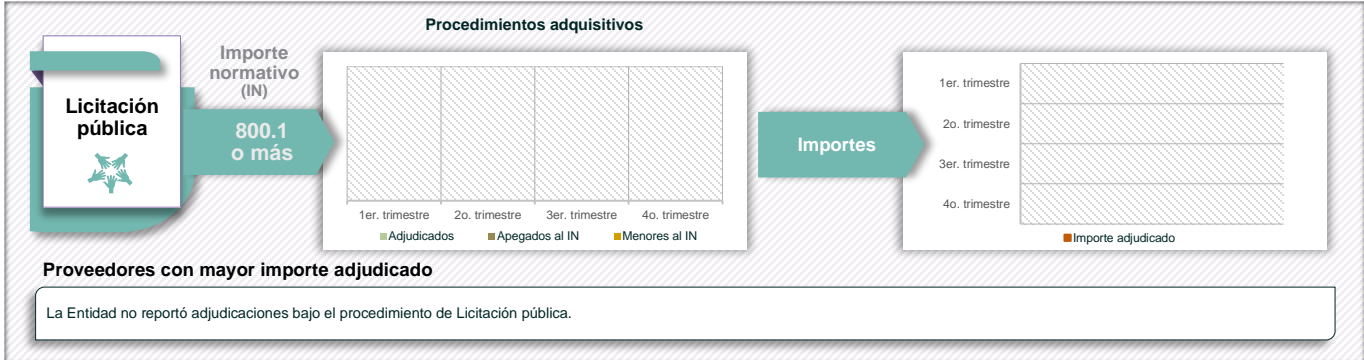 Procedimientos adquisitivos
Licitación
pública
Importe
normativo
(IN)
800.1
o más
1er. trimestre 2o. trimestre 3er. trimestre 4o. trimestre
Adjudicados Apegados al IN Menores al IN
Importes
1er. trimestre
2o. trimestre
3er. trimestre
4o. trimestre
Importe adjudicado
Proveedores con mayor importe adjudicado
La Entidad no reportó adjudicaciones bajo el procedimiento de Licitación pública.